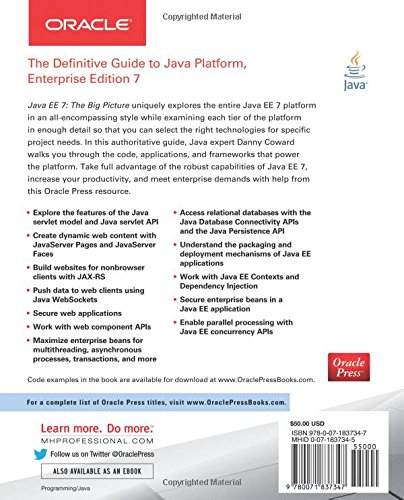 Copyrighted Material
ORACLE
The Definitive Guide to Java Platform,
Enterprise Edition 7
Java
Java EE 7: The Big Picture uniquely explores the entire Java EE 7 platform
in an all-encompassing style while examining each tier of the platform
in enough detail so that you can select the right technologies for specific
project needs. In this authoritative guide, Java expert Danny Coward
walks you through the code, applications, and frameworks that power
the platform. Take full advantage of the robust capabilities of Java EE 7,
increase your productivity, and meet enterprise demands with help from
this Oracle Press resource.
• Explore the features of the Java
servlet model and Java servlet API
• Create dynamic web content with
JavaServer Pages and JavaServer
Faces
• Build websites for nonbrowser
clients with JAX-RS
• Push data to web clients using
Java WebSockets
• Secure web applications
• Work with web component APIs
• Maximize enterprise beans for
multithreading, asynchronous
processes, transactions, and more
• Access relational databases with the
Java Database Connectivity APIs
and the Java Persistence API
• Understand the packaging and
deployment mechanisms of Java EE
applications
• Work with Java EE Contexts and
Dependency Injection
• Secure enterprise beans in a
Java EE application
• Enable parallel processing with
Java EE concurrency APIs
Oracle
Press™
Code examples in the book are available for download at www.OraclePressBooks.com.
For a complete list of Oracle Press titles, visit www.OraclePressBooks.com.
Learn more. Do more.™
MHPROFESSIONAL.COM
Follow us on Twitter @OraclePress
ALSO AVAILABLE AS AN EBOOK
Programming/Java
$50.00 USD
ISBN 978-0-07-183734-7
MHID 0-07-183734-5
55000
9 780071 837347
Copyrighted Material